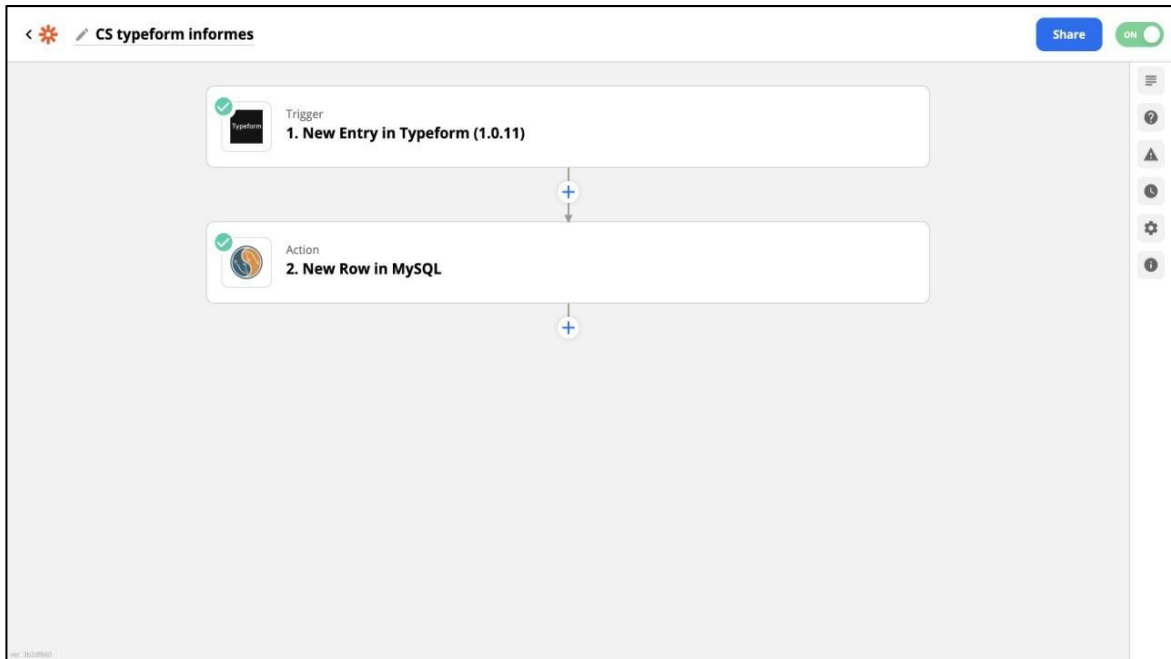 CS typeform informes
Share
ON
Typeform
Trigger
1. New Entry in Typeform (1.0.11)
Action
2. New Row in MySQL